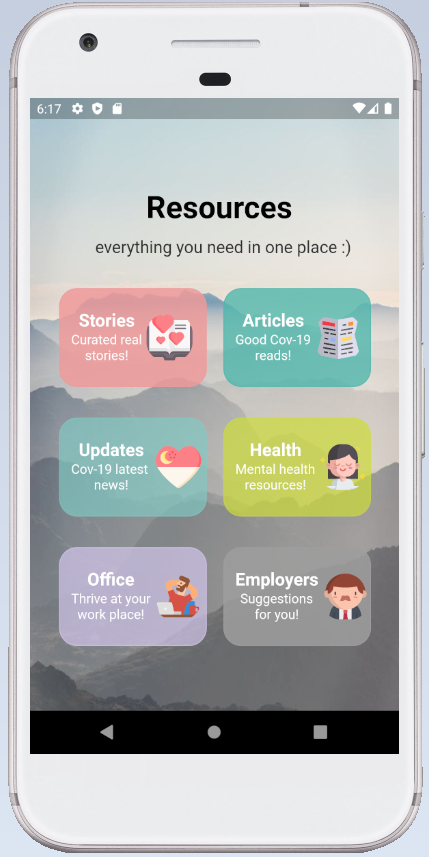 6:17
Resources
everything you need in one place :)
Stories
Curated real
stories!
Articles
Good Cov-19
reads!
Updates
Cov-19 latest
news!
Health
Mental health
resources!
Office
Thrive at your
work place!
Employers
Suggestions
for you!